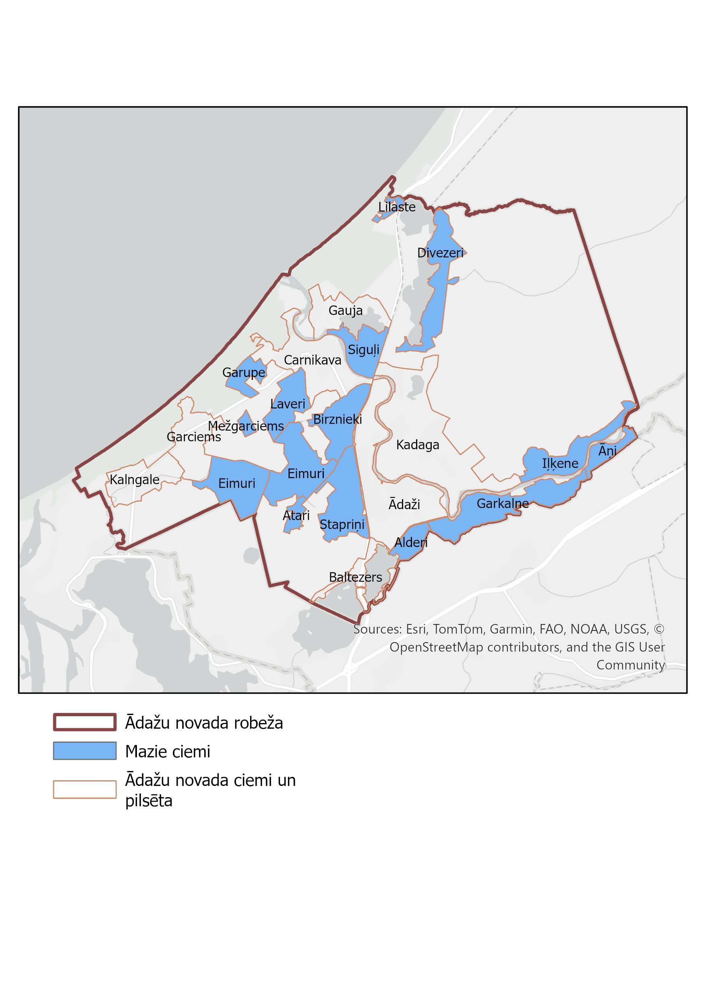 Lilaste
Divezeri
Gauja
Siguļi
Carnikava
Garupe
Laveri
Birznieki
Mežgarciems
Garciems
Kadaga
Āņi
Iļķene
Eimuri
Kalngale
Eimuri
Ādaži
Garkalne
Atari
Stapriņi
Alderi
Baltezers
Sources: Esri, TomTom, Garmin, FAO, NOAA, USGS, ©
OpenStreetMap contributors, and the GIS User
Community
Ādažu novada robeža
Mazie ciemi
Ādažu novada ciemi un
pilsēta